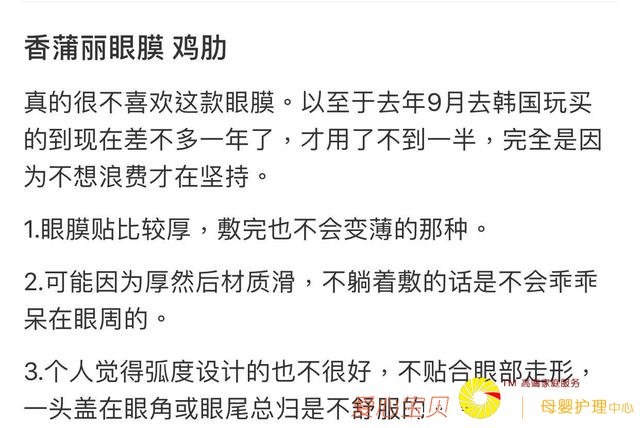 香蒲丽眼膜 鸡肋
真的很不喜欢这款眼膜。以至于去年9月去韩国玩买
的到现在差不多一年了，才用了不到一半，完全是因
为不想浪费才在坚持。
1.眼膜贴比较厚，敷完也不会变薄的那种。
2.可能因为厚然后材质滑，不躺着敷的话是不会乖乖
呆在眼周的。
3.个人觉得弧度设计的也不很好，不贴合眼部走形，
一头盖在眼角或眼尾总归是不舒服的。
TM 高端家庭服务
母婴护理中心